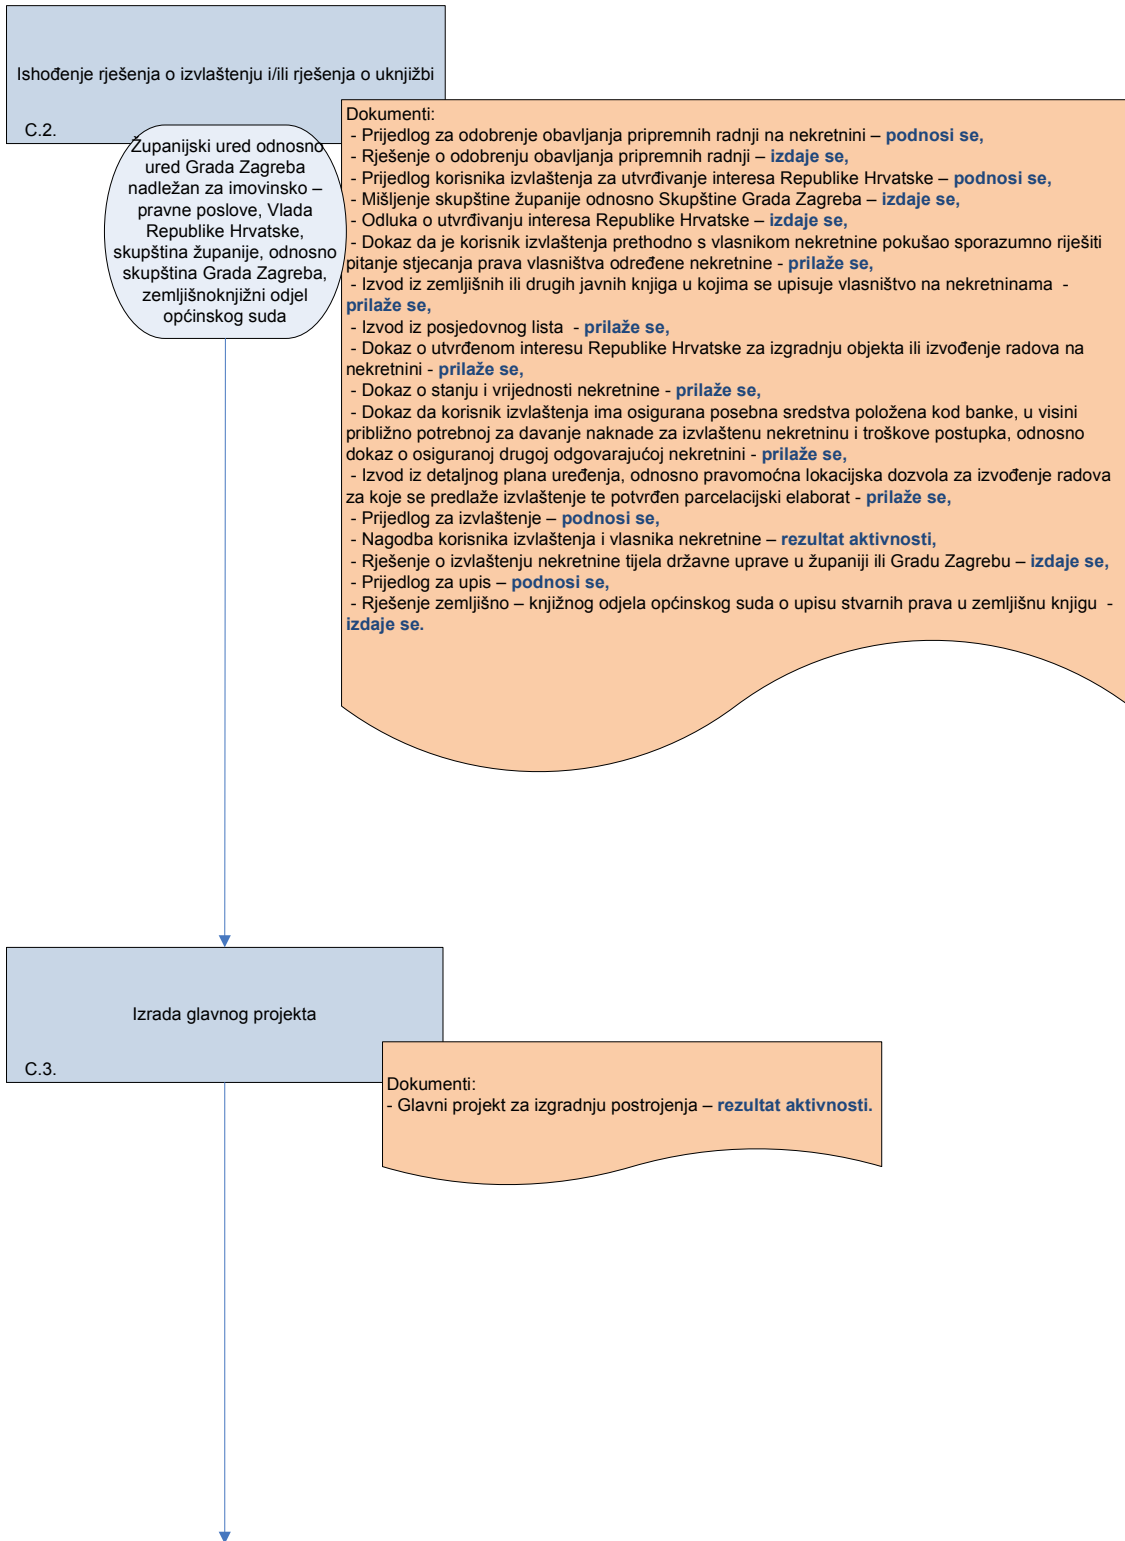 Ishođenje rješenja o izvlaštenju i/ili rješenja o uknjižbi
C.2.
Županijski ured odnosno
ured Grada Zagreba
nadležan za imovinsko –
pravne poslove, Vlada
Republike Hrvatske,
skupština županije, odnosno
skupština Grada Zagreba,
zemljišnoknjižni odjel
općinskog suda
Dokumenti:
- Prijedlog za odobrenje obavljanja pripremnih radnji na nekretnini – podnosi se,
- Rješenje o odobrenju obavljanja pripremnih radnji – izdaje se,
- Prijedlog korisnika izvlaštenja za utvrđivanje interesa Republike Hrvatske – podnosi se,
- Mišljenje skupštine županije odnosno Skupštine Grada Zagreba – izdaje se,
- Odluka o utvrđivanju interesa Republike Hrvatske – izdaje se,
- Dokaz da je korisnik izvlaštenja prethodno s vlasnikom nekretnine pokušao sporazumno riješiti
pitanje stjecanja prava vlasništva određene nekretnine - prilaže se,
- Izvod iz zemljišnih ili drugih javnih knjiga u kojima se upisuje vlasništvo na nekretninama -
prilaže se,
- Izvod iz posjedovnog lista - prilaže se,
- Dokaz o utvrđenom interesu Republike Hrvatske za izgradnju objekta ili izvođenje radova na
nekretnini - prilaže se,
- Dokaz o stanju i vrijednosti nekretnine - prilaže se,
- Dokaz da korisnik izvlaštenja ima osigurana posebna sredstva položena kod banke, u visini
približno potrebnoj za davanje naknade za izvlaštenu nekretninu i troškove postupka, odnosno
dokaz o osiguranoj drugoj odgovarajućoj nekretnini - prilaže se,
- Izvod iz detaljnog plana uređenja, odnosno pravomoćna lokacijska dozvola za izvođenje radova
za koje se predlaže izvlaštenje te potvrđen parcelacijski elaborat - prilaže se,
- Prijedlog za izvlaštenje – podnosi se,
- Nagodba korisnika izvlaštenja i vlasnika nekretnine – rezultat aktivnosti,
- Rješenje o izvlaštenju nekretnine tijela državne uprave u županiji ili Gradu Zagrebu – izdaje se,
- Prijedlog za upis – podnosi se,
- Rješenje zemljišno – knjižnog odjela općinskog suda o upisu stvarnih prava u zemljišnu knjigu -
izdaje se.
Izrada glavnog projekta
C.3.
Dokumenti:
- Glavni projekt za izgradnju postrojenja – rezultat aktivnosti.